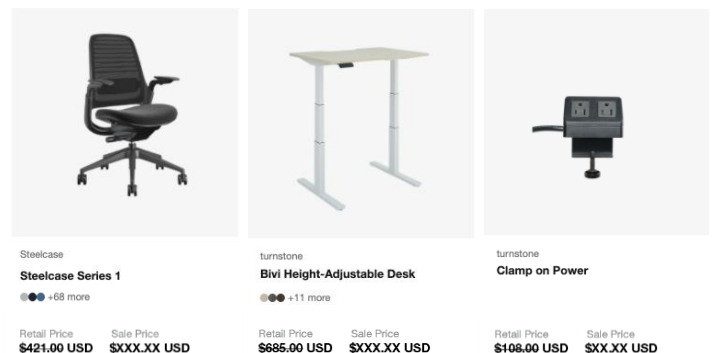 Steelcase
Steelcase Series 1
+68 more
Retail Price Sale Price
$421.00 USD $XXX.XX USD
turnstone
Bivi Height-Adjustable Desk
+11 more
Retail Price Sale Price
$685.00 USD $XXX.XX USD
turnstone
Clamp on Power
Retail Price Sale Price
$108.00 USD $XX.XX USD